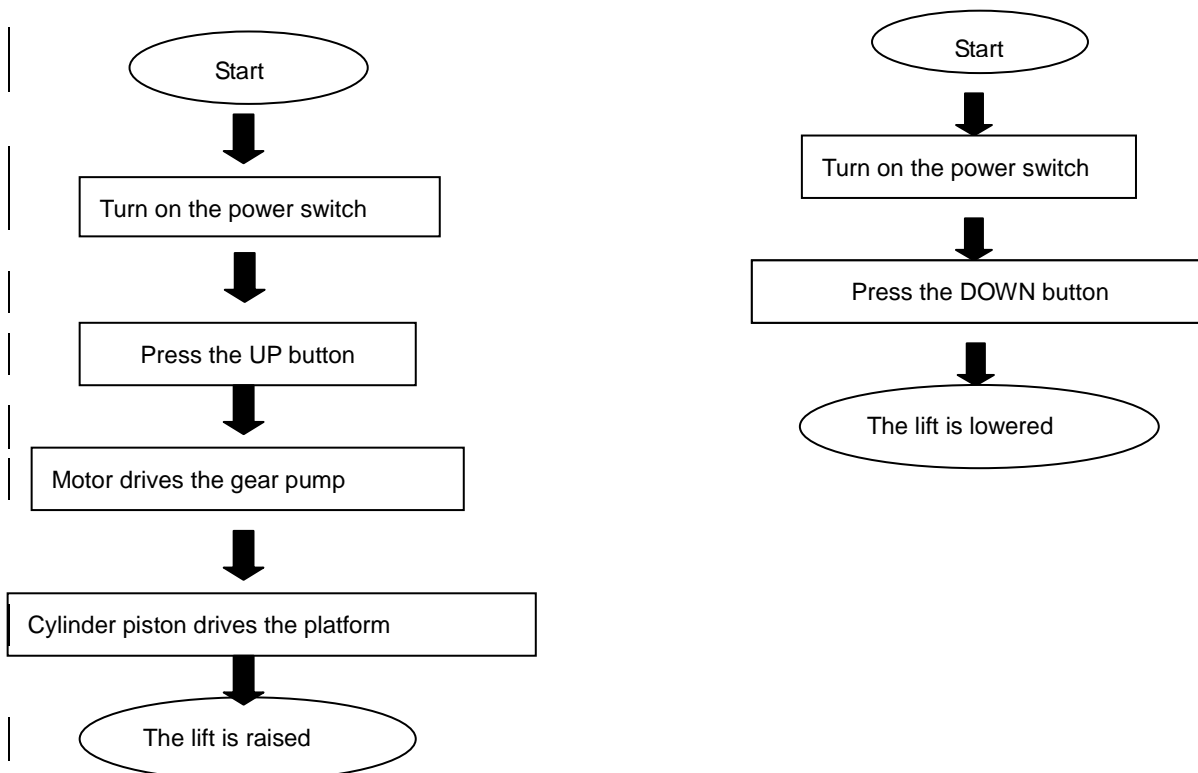 Start
Turn on the power switch
Press the UP button
Motor drives the gear pump
Cylinder piston drives the platform
The lift is raised
Start
Turn on the power switch
Press the DOWN button
The lift is lowered